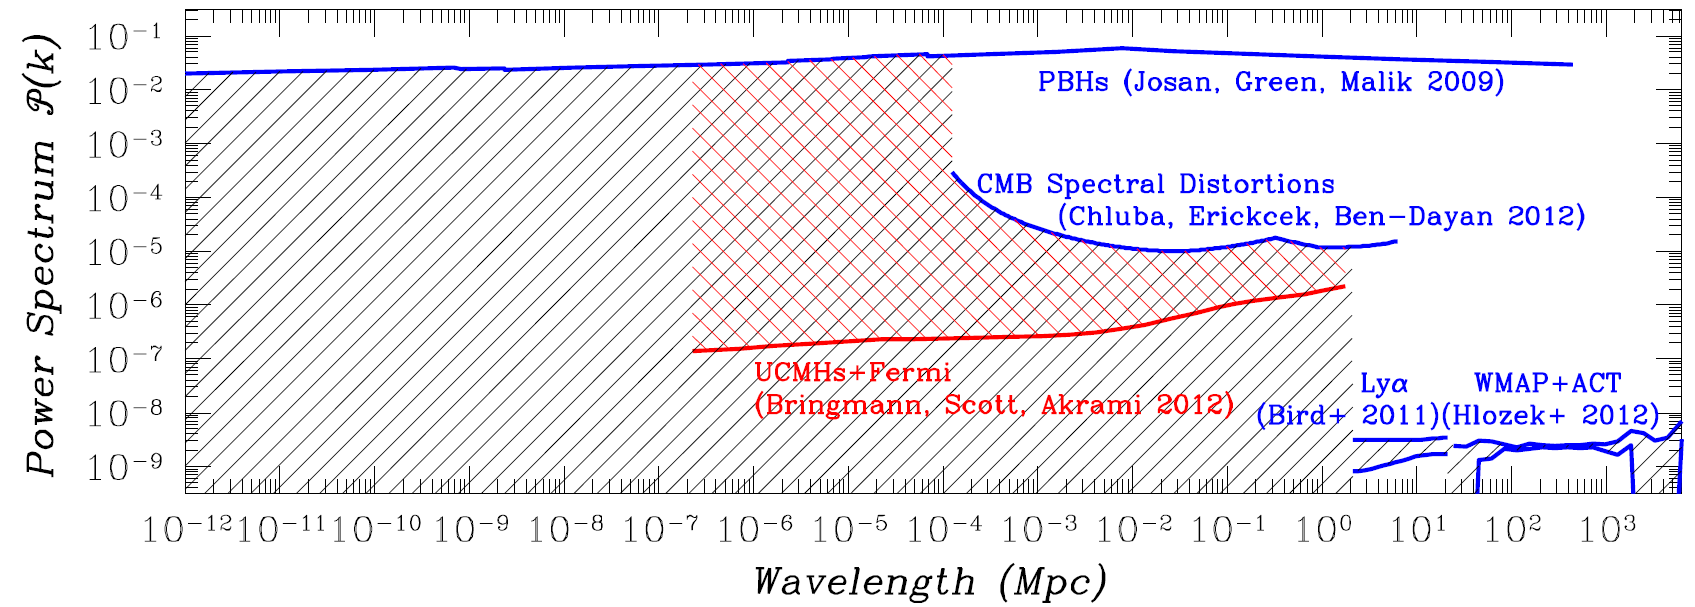 Power Spectrum 𝒫(k)
10⁻¹
10⁻²
10⁻³
10⁻⁴
10⁻⁵
10⁻⁶
10⁻⁷
10⁻⁸
10⁻⁹
PBHs (Josan, Green, Malik 2009)
CMB Spectral Distortions
(Chluba, Erickcek, Ben-Dayan 2012)
UCMHs+Fermi
(Bringmann, Scott, Akrami 2012)
Lyα
(Bird+ 2011)
WMAP+ACT
(Hlozek+ 2012)
10⁻¹² 10⁻¹¹ 10⁻¹⁰ 10⁻⁹ 10⁻⁸ 10⁻⁷ 10⁻⁶ 10⁻⁵ 10⁻⁴ 10⁻³ 10⁻² 10⁻¹ 10⁰ 10¹ 10² 10³
Wavelength (Mpc)